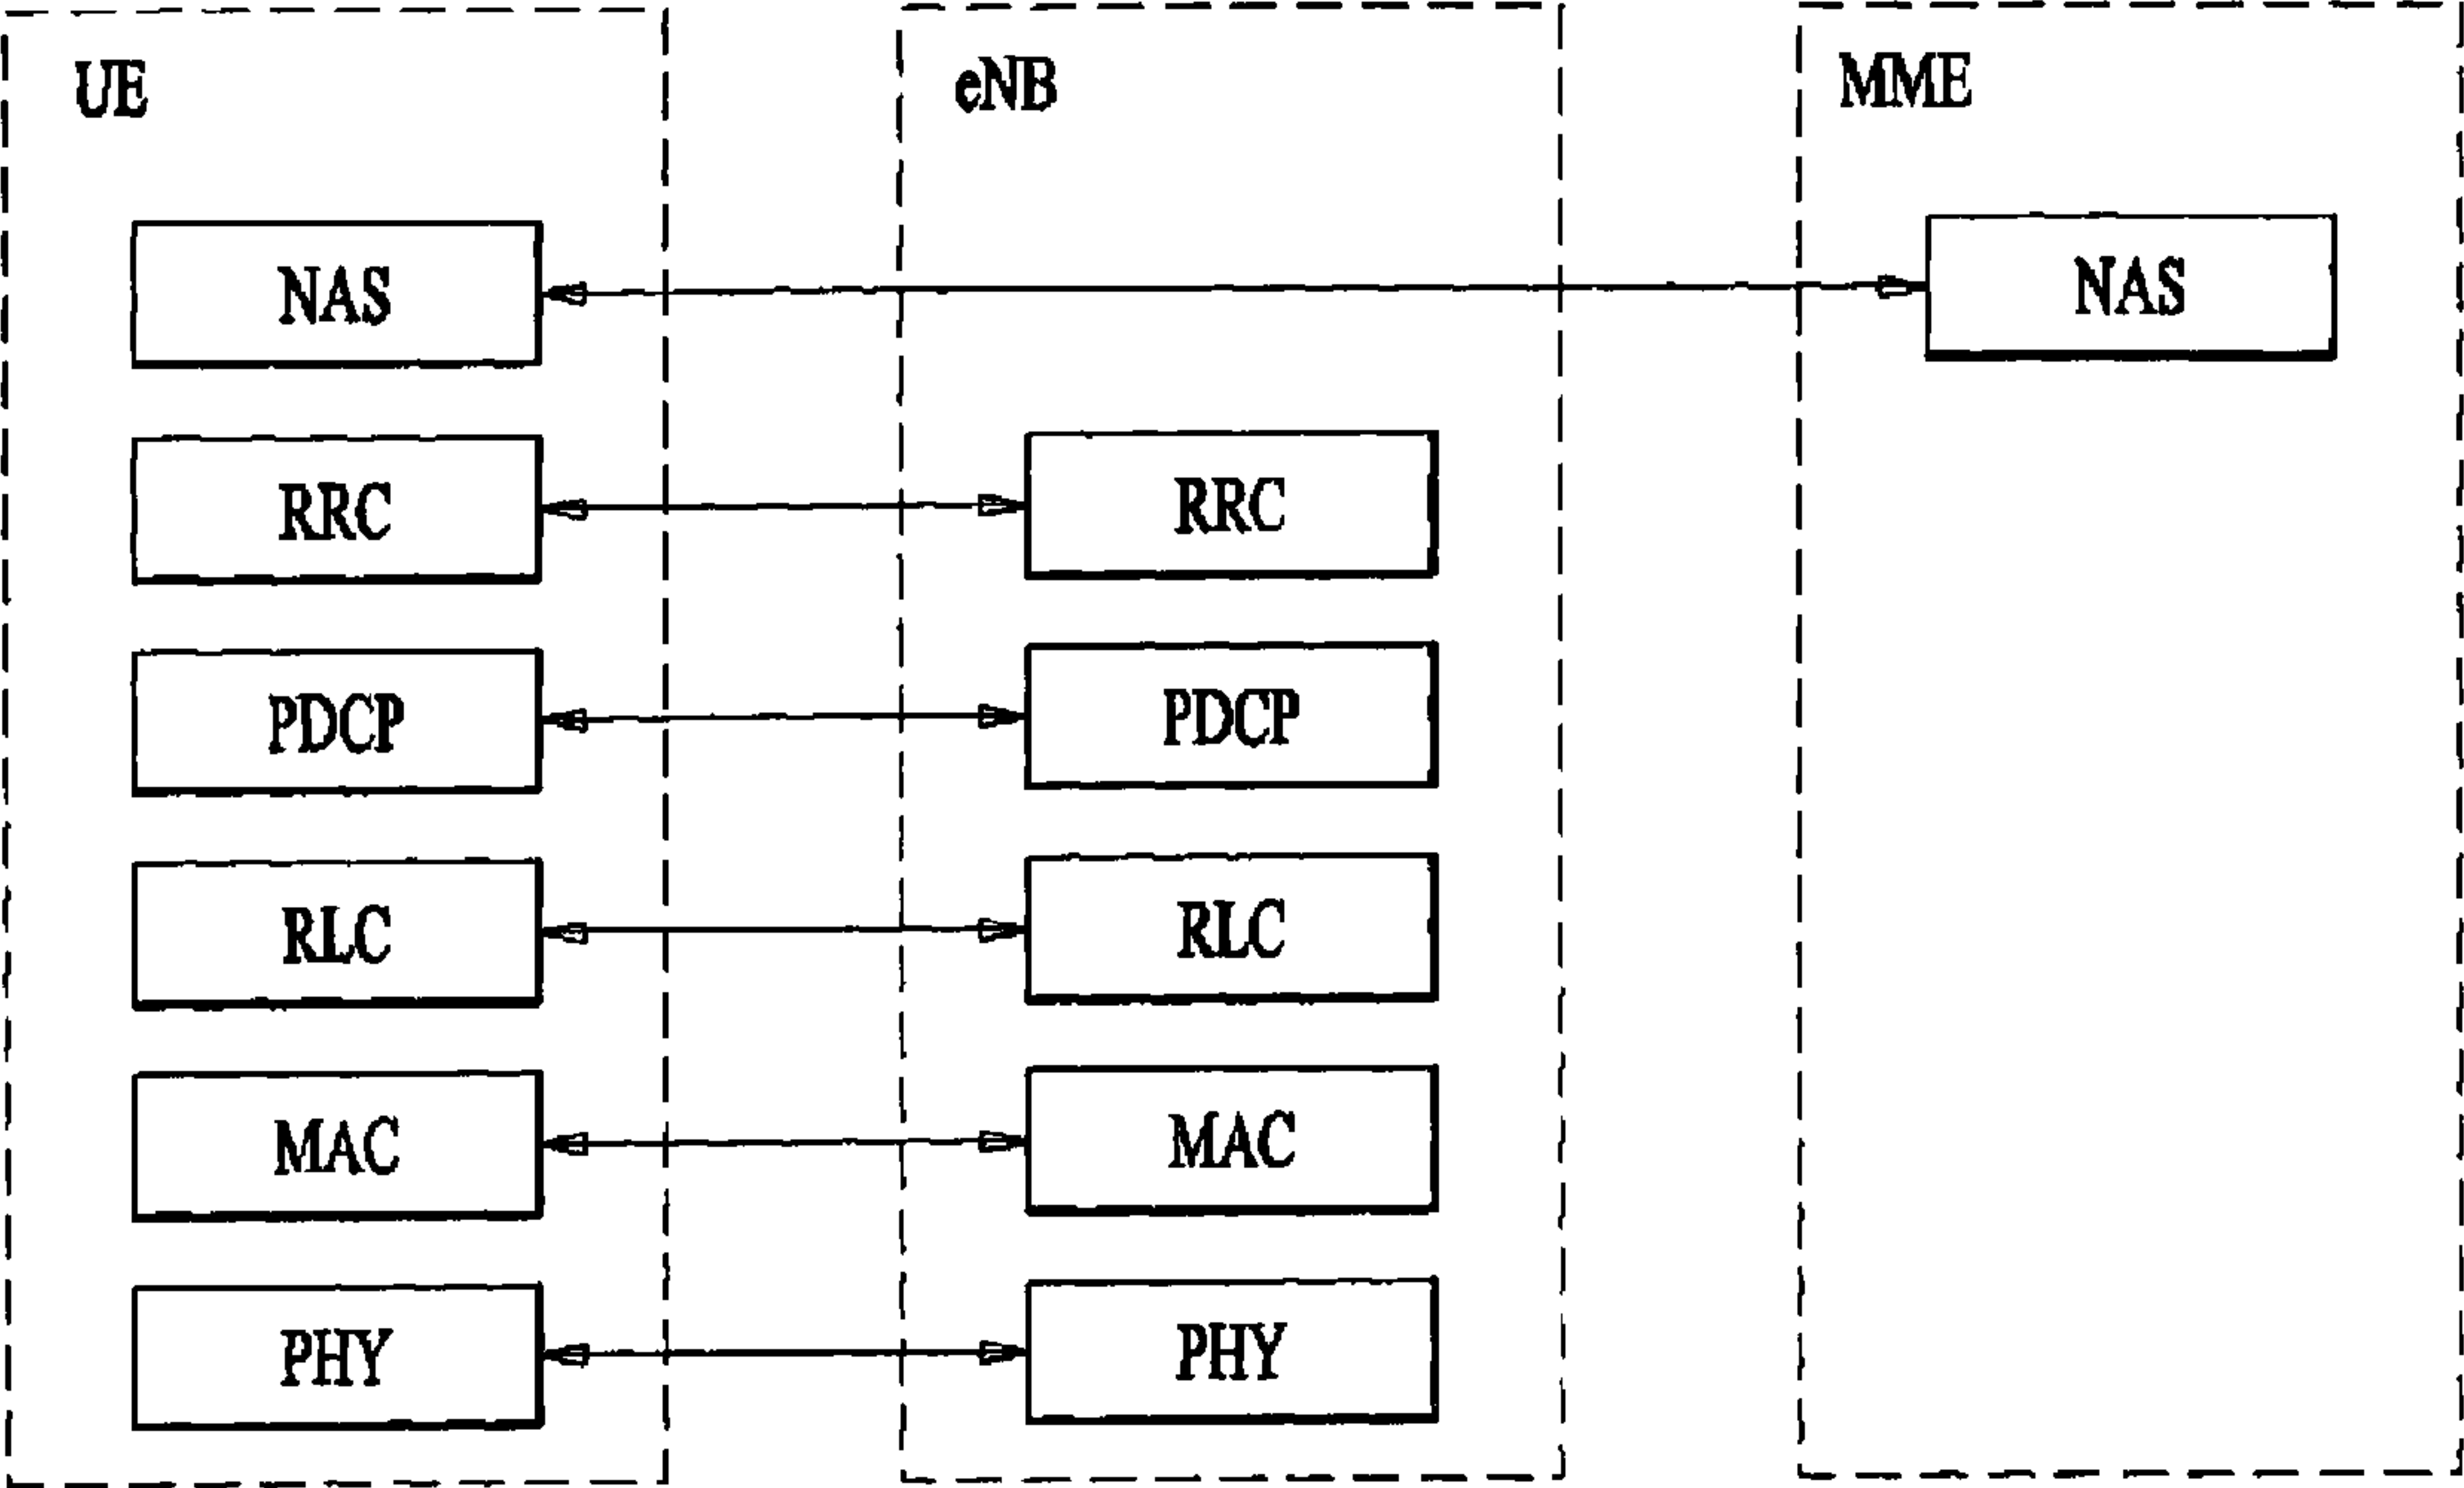 UE
eNB
MME
NAS
NAS
RRC
RRC
PDCP
PDCP
RLC
RLC
MAC
MAC
PHY
PHY